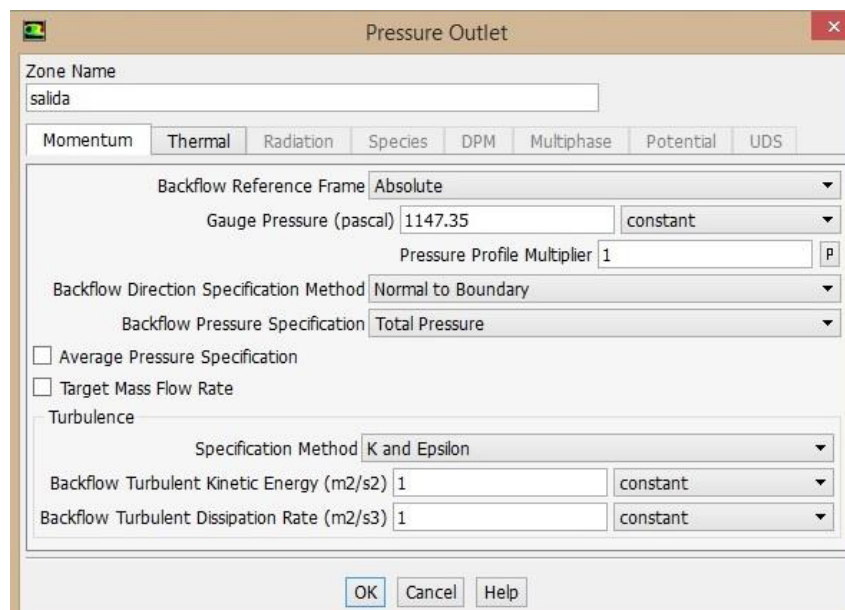 Pressure Outlet
Zone Name
salida
Momentum Thermal Radiation Species DPM Multiphase Potential UDS
Backflow Reference Frame Absolute
Gauge Pressure (pascal) 1147.35 constant
Pressure Profile Multiplier 1 P
Backflow Direction Specification Method Normal to Boundary
Backflow Pressure Specification Total Pressure
Average Pressure Specification
Target Mass Flow Rate
Turbulence
Specification Method K and Epsilon
Backflow Turbulent Kinetic Energy (m2/s2) 1 constant
Backflow Turbulent Dissipation Rate (m2/s3) 1 constant
OK Cancel Help